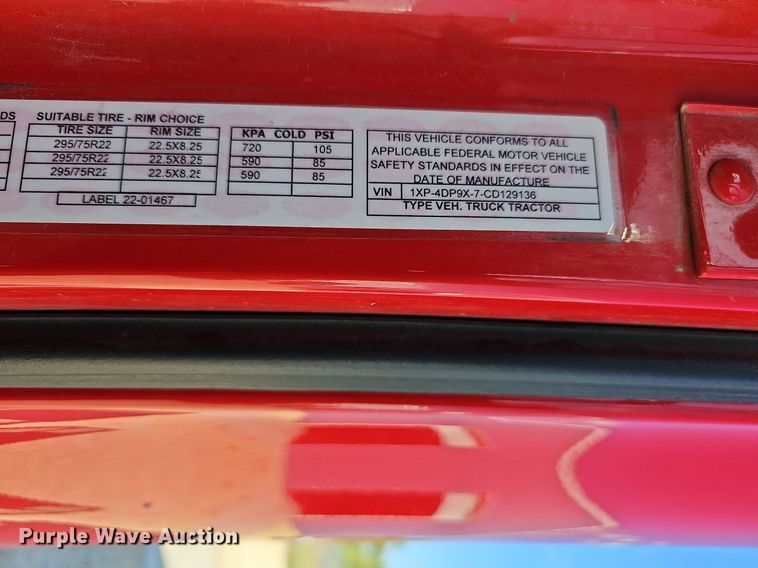 DS SUITABLE TIRE - RIM CHOICE
TIRE SIZE RIM SIZE
295/75R22 22.5X8.25
295/75R22 22.5X8.25
295/75R22 22.5X8.25
LABEL 22-01467
KPA COLD PSI
720 105
590 85
590 85
THIS VEHICLE CONFORMS TO ALL
APPLICABLE FEDERAL MOTOR VEHICLE
SAFETY STANDARDS IN EFFECT ON THE
DATE OF MANUFACTURE
VIN 1XP-4DP9X-7-CD129136
TYPE VEH. TRUCK TRACTOR
Purple Wave Auction